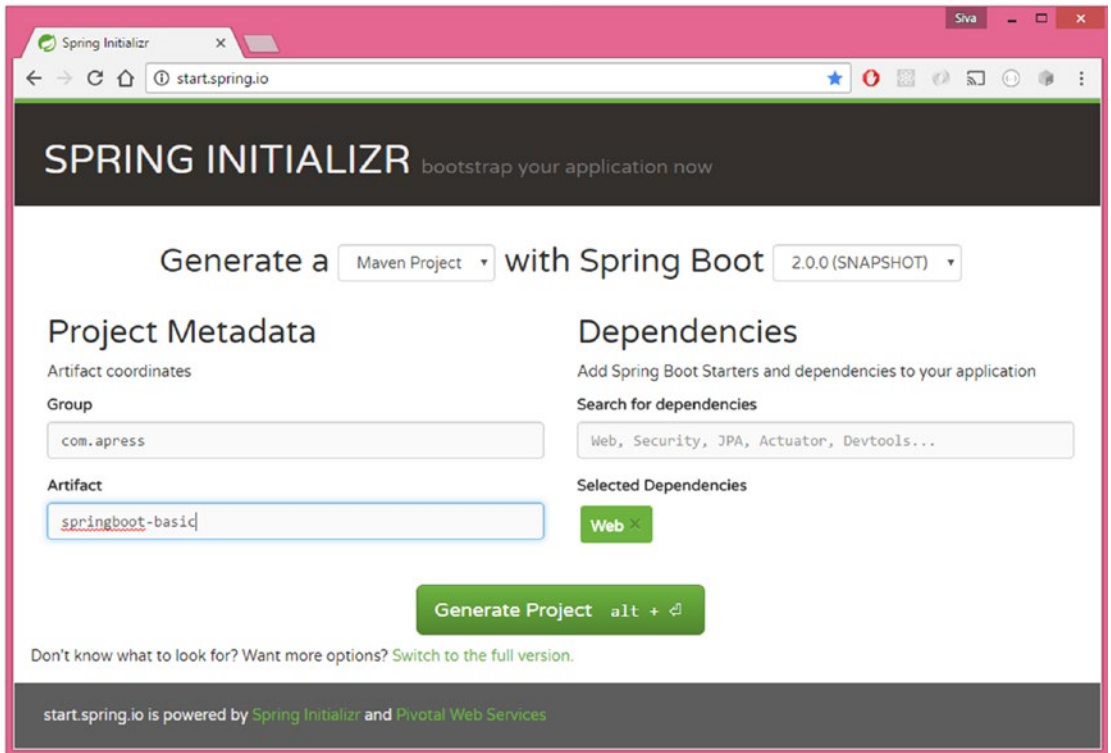 Siva
Spring Initializr
start.spring.io
SPRING INITIALIZR bootstrap your application now
Generate a Maven Project with Spring Boot 2.0.0 (SNAPSHOT)
Project Metadata
Artifact coordinates
Group
com.apress
Artifact
springboot-basic
Dependencies
Add Spring Boot Starters and dependencies to your application
Search for dependencies
Web, Security, JPA, Actuator, Devtools...
Selected Dependencies
Web ×
Generate Project alt + ⏎
Don't know what to look for? Want more options? Switch to the full version.
start.spring.io is powered by Spring Initializr and Pivotal Web Services